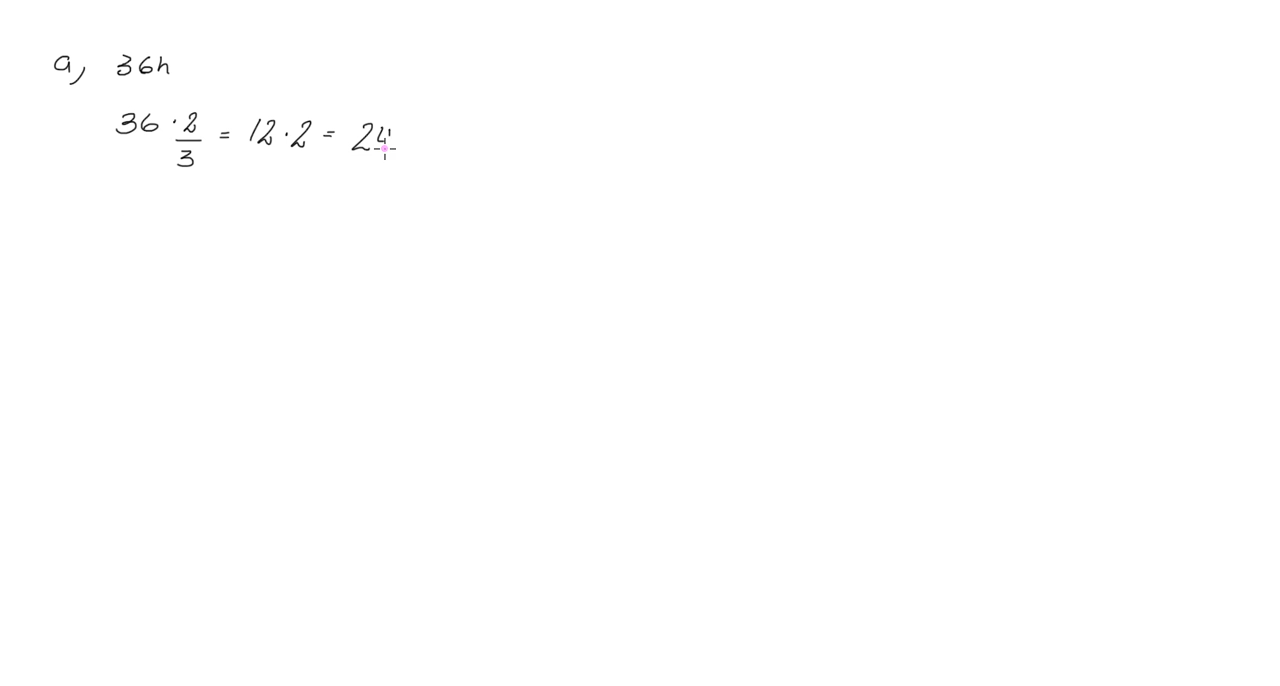 a, 36h
36 · 2/3 = 12 · 2 = 24